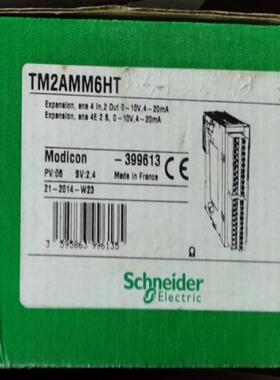 TM2AMM6HT
Expansion, ana 4 In,2 Out 0-10V,4-20mA
Expansion, ana 4E 2 S, 0-10V,4-20mA
Modicon -399613 CE
PV:06 SV:2.4 Made in France
21-2014-W23
3 595863 996135
Schneider
Electric